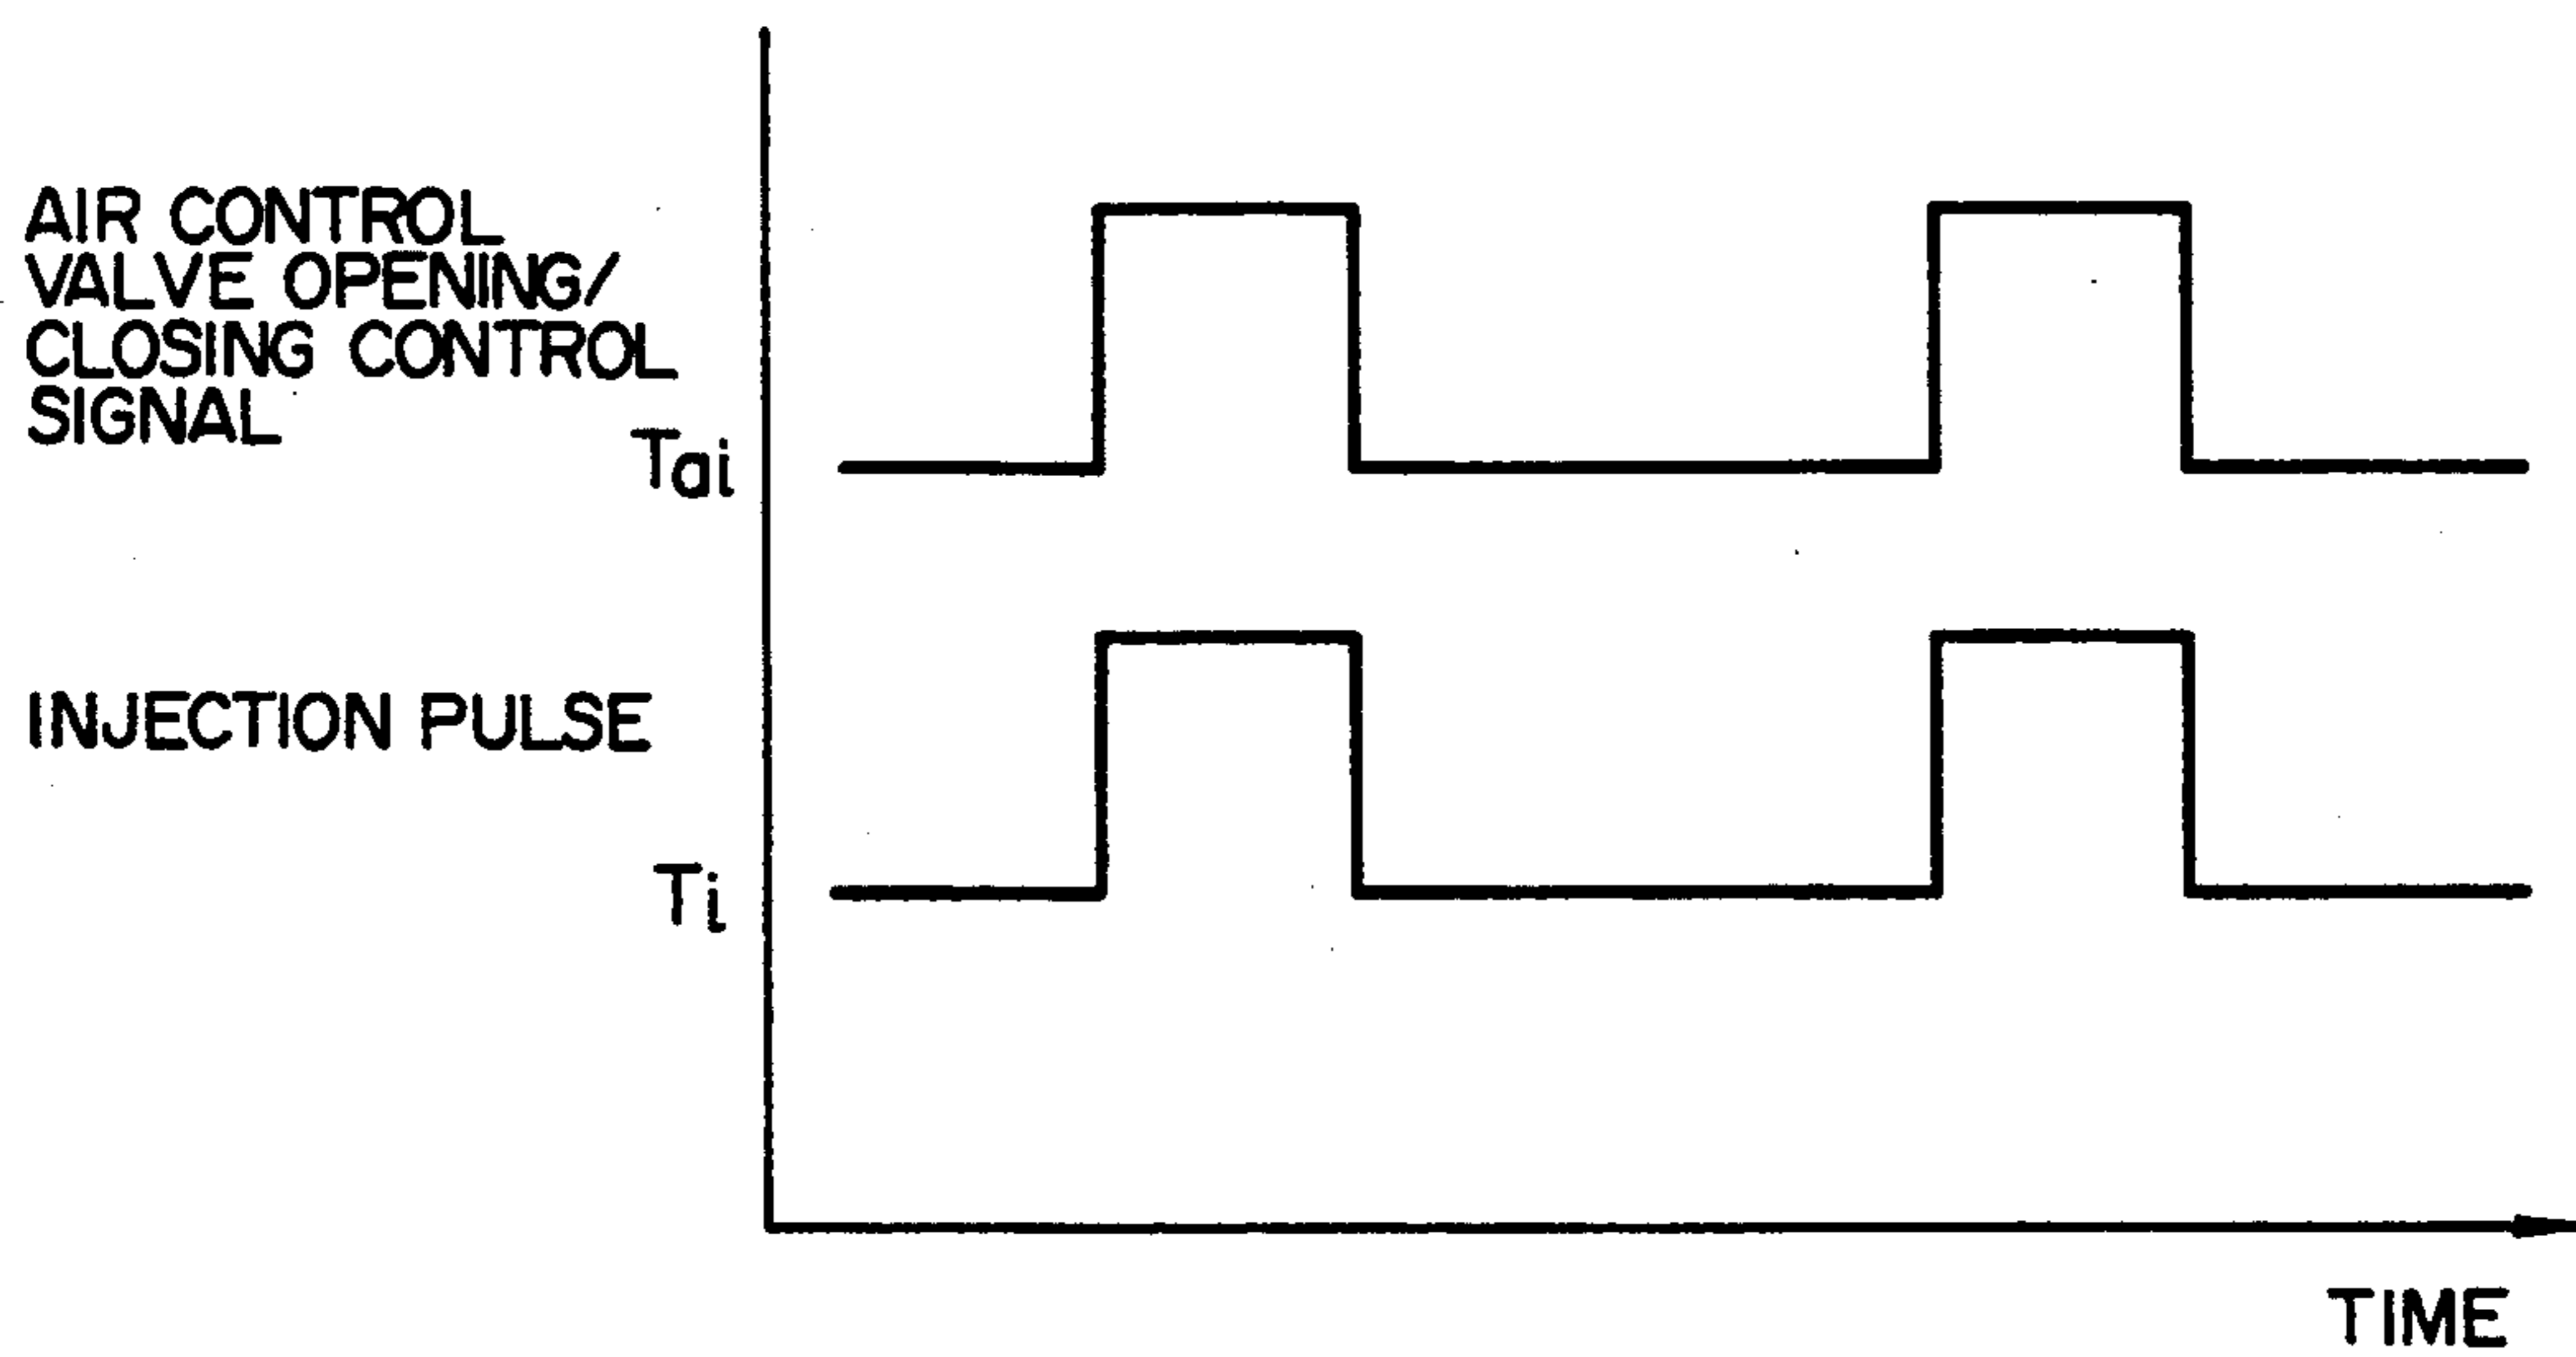 AIR CONTROL
VALVE OPENING/
CLOSING CONTROL
SIGNAL
Tai
INJECTION PULSE
Ti
TIME